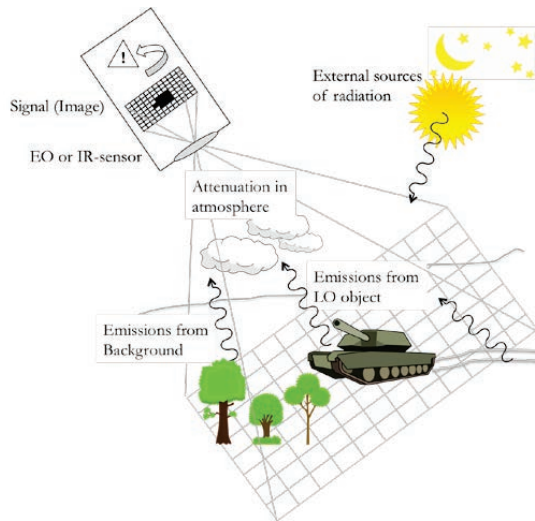 !
Signal (Image)
EO or IR-sensor
External sources
of radiation
Attenuation in
atmosphere
Emissions from
LO object
Emissions from
Background